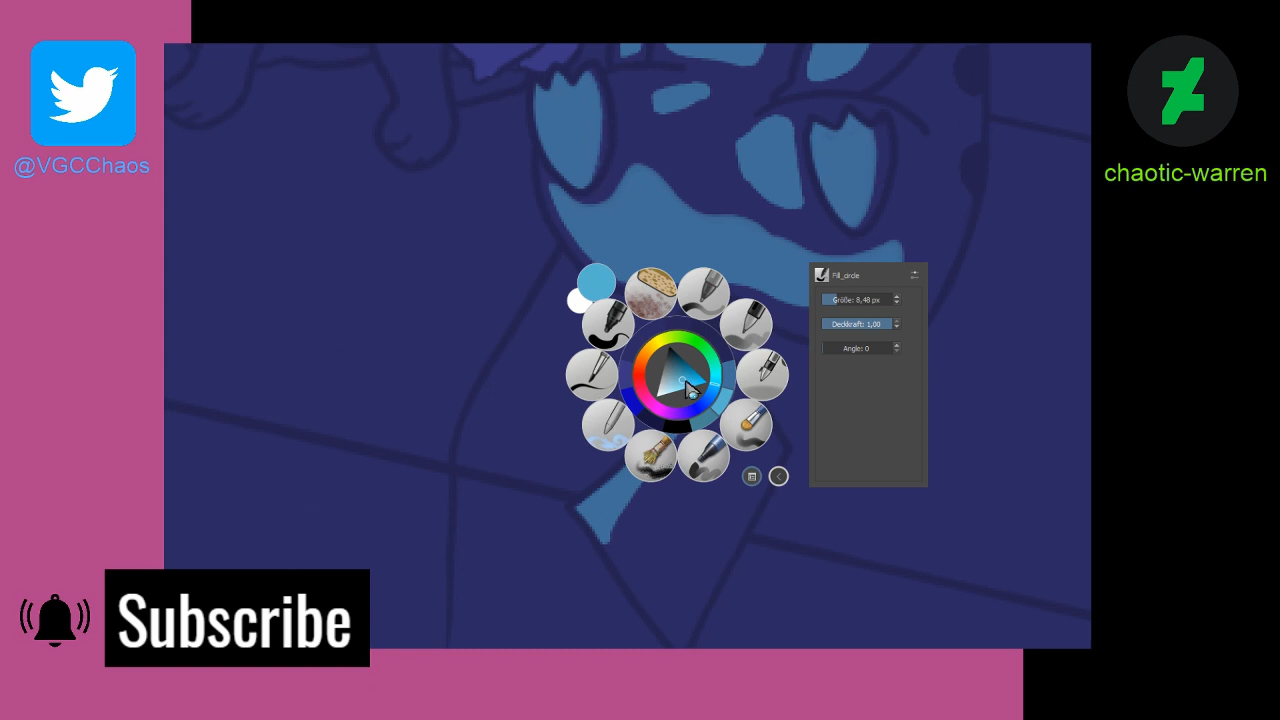 @VGCChaos
chaotic-warren
Fill_circle
Größe: 8,48 px
Deckkraft: 1,00
Angle: 0
Subscribe